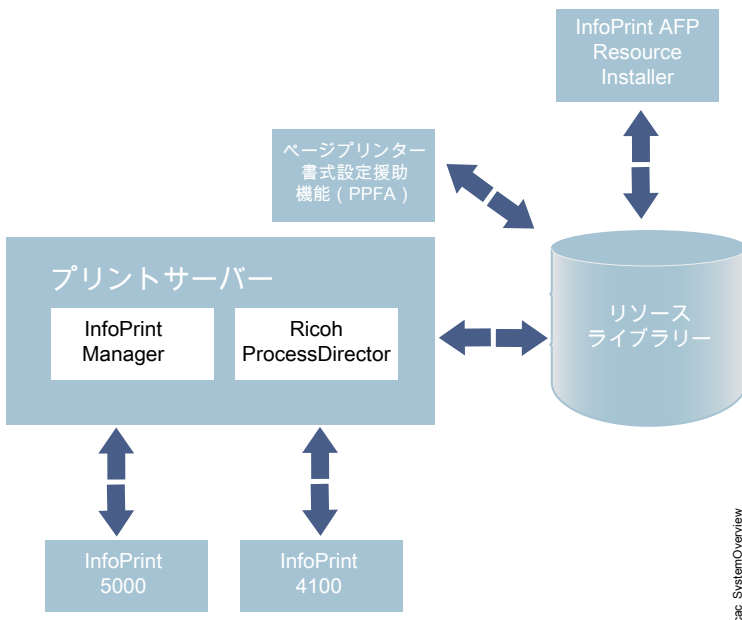 InfoPrint AFP
Resource
Installer
ページプリンター
書式設定援助
機能（PPFA）
プリントサーバー
InfoPrint
Manager
Ricoh
ProcessDirector
リソース
ライブラリー
InfoPrint
5000
InfoPrint
4100
cac_SystemOverview